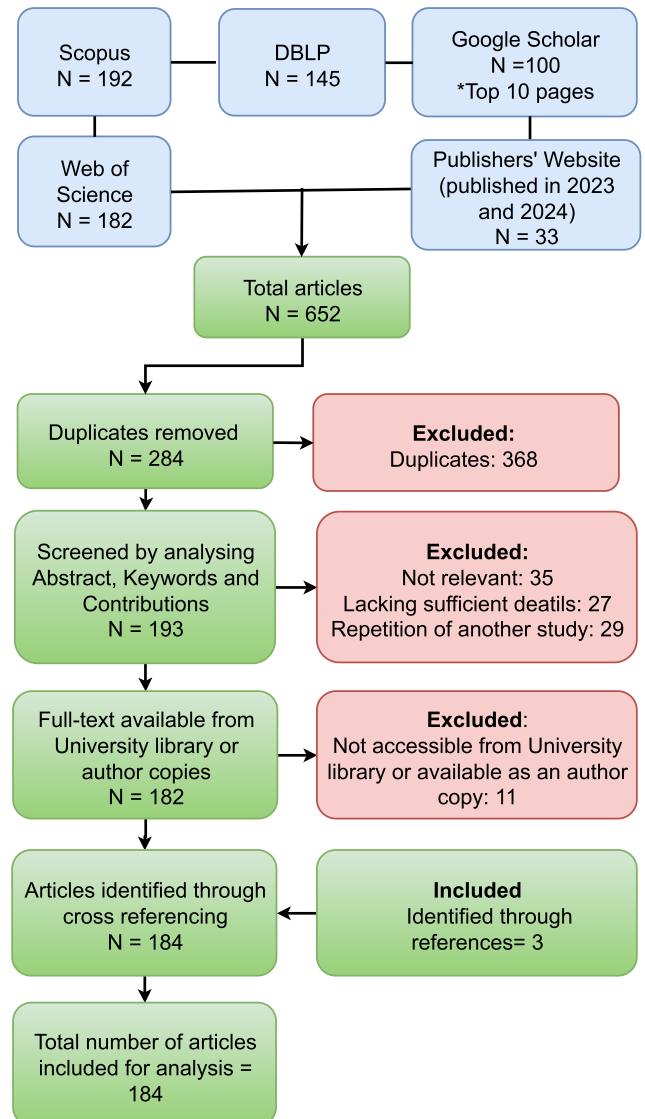 Scopus
N = 192
DBLP
N = 145
Google Scholar
N =100
*Top 10 pages
Web of
Science
N = 182
Publishers' Website
(published in 2023
and 2024)
N = 33
Total articles
N = 652
Duplicates removed
N = 284
Excluded:
Duplicates: 368
Screened by analysing
Abstract, Keywords and
Contributions
N = 193
Excluded:
Not relevant: 35
Lacking sufficient deatils: 27
Repetition of another study: 29
Full-text available from
University library or
author copies
N = 182
Excluded:
Not accessible from University
library or available as an author
copy: 11
Articles identified through
cross referencing
N = 184
Included
Identified through
references= 3
Total number of articles
included for analysis =
184